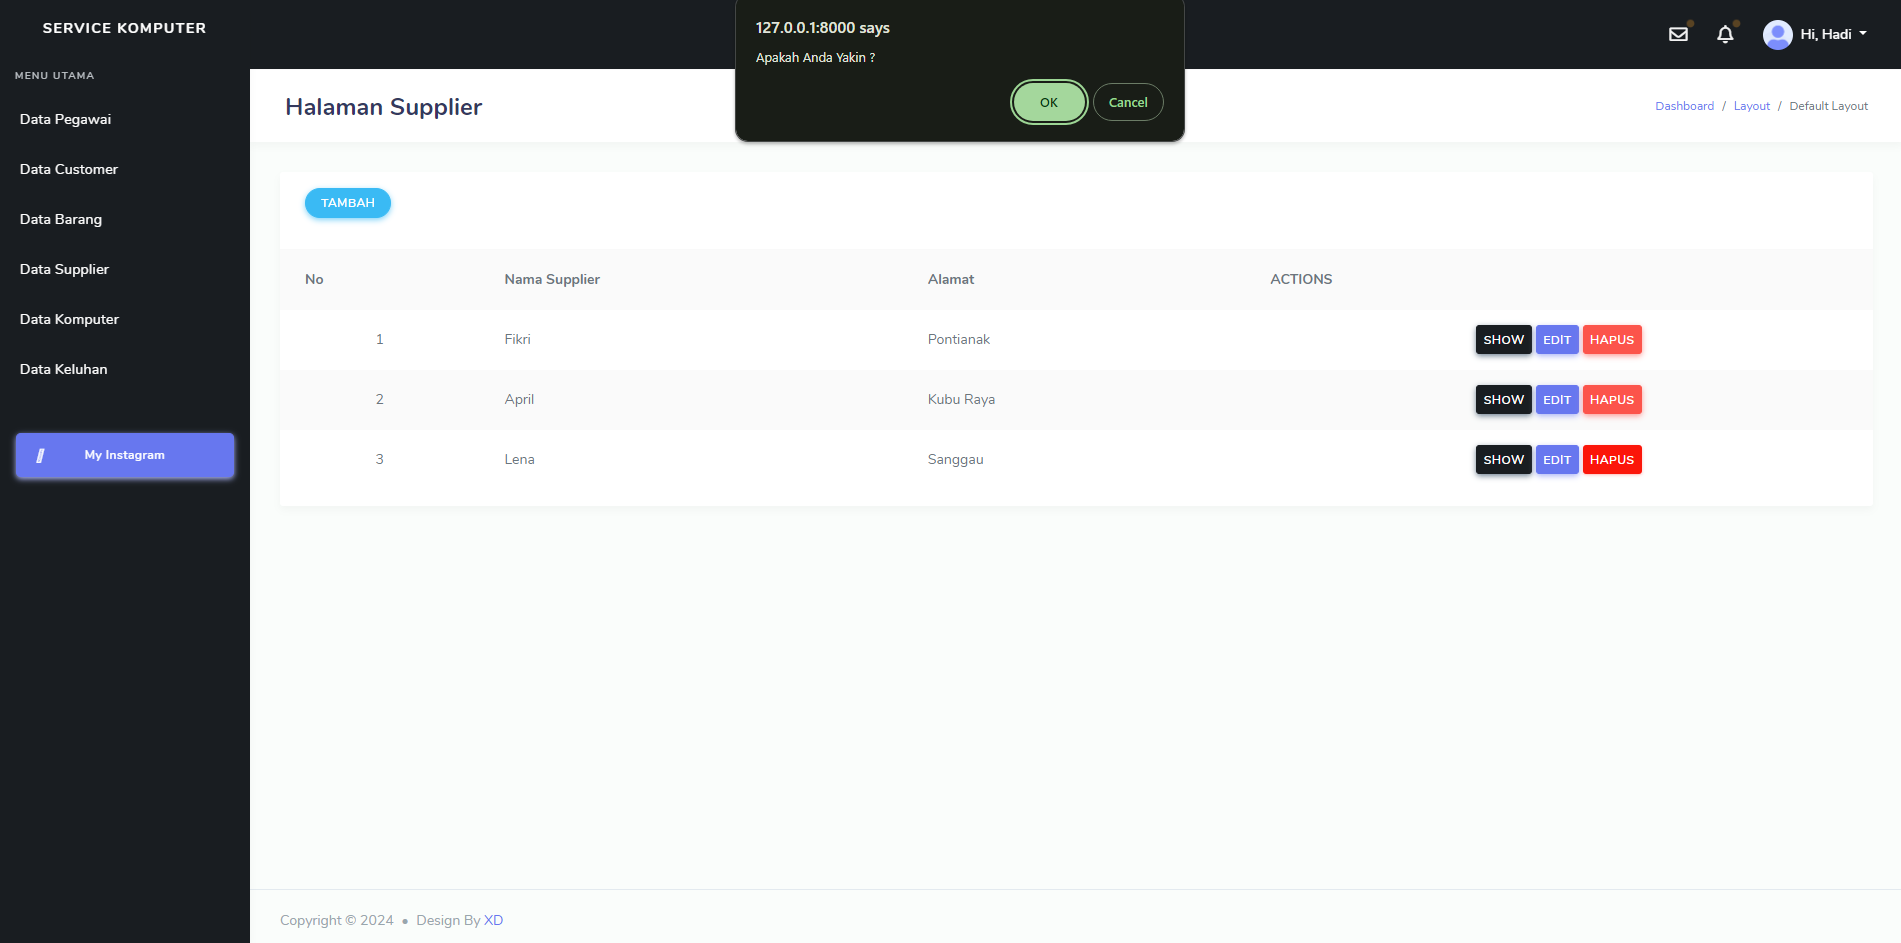 SERVICE KOMPUTER
127.0.0.1:8000 says
Apakah Anda Yakin ?
OK Cancel
Hi, Hadi
MENU UTAMA
Data Pegawai
Data Customer
Data Barang
Data Supplier
Data Komputer
Data Keluhan
My Instagram
Halaman Supplier
Dashboard / Layout / Default Layout
TAMBAH
No Nama Supplier Alamat ACTIONS
1 Fikri Pontianak SHOW EDIT HAPUS
2 April Kubu Raya SHOW EDIT HAPUS
3 Lena Sanggau SHOW EDIT HAPUS
Copyright © 2024 • Design By XD